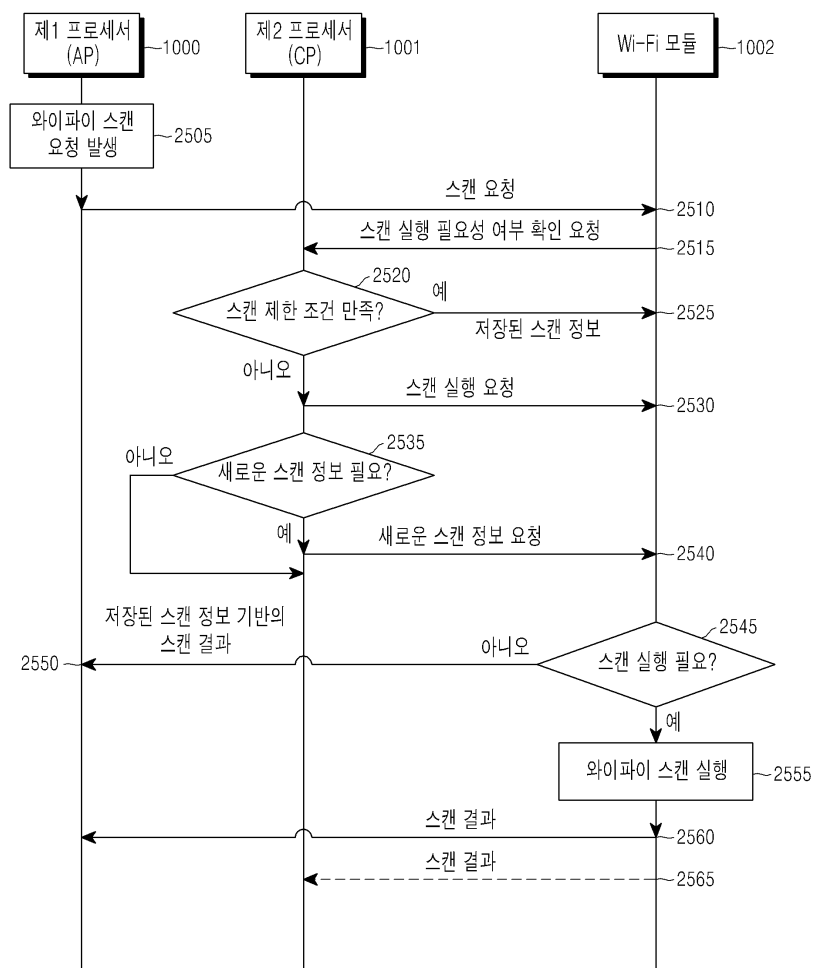 제1 프로세서
(AP)
1000
제2 프로세서
(CP)
1001
Wi-Fi 모듈
1002
와이파이 스캔
요청 발생
2505
스캔 요청
2510
스캔 실행 필요성 여부 확인 요청
2515
2520
스캔 제한 조건 만족?
예
저장된 스캔 정보
2525
아니오
스캔 실행 요청
2530
2535
아니오
새로운 스캔 정보 필요?
예
새로운 스캔 정보 요청
2540
저장된 스캔 정보 기반의
스캔 결과
2550
아니오
2545
스캔 실행 필요?
예
와이파이 스캔 실행
2555
스캔 결과
2560
스캔 결과
2565